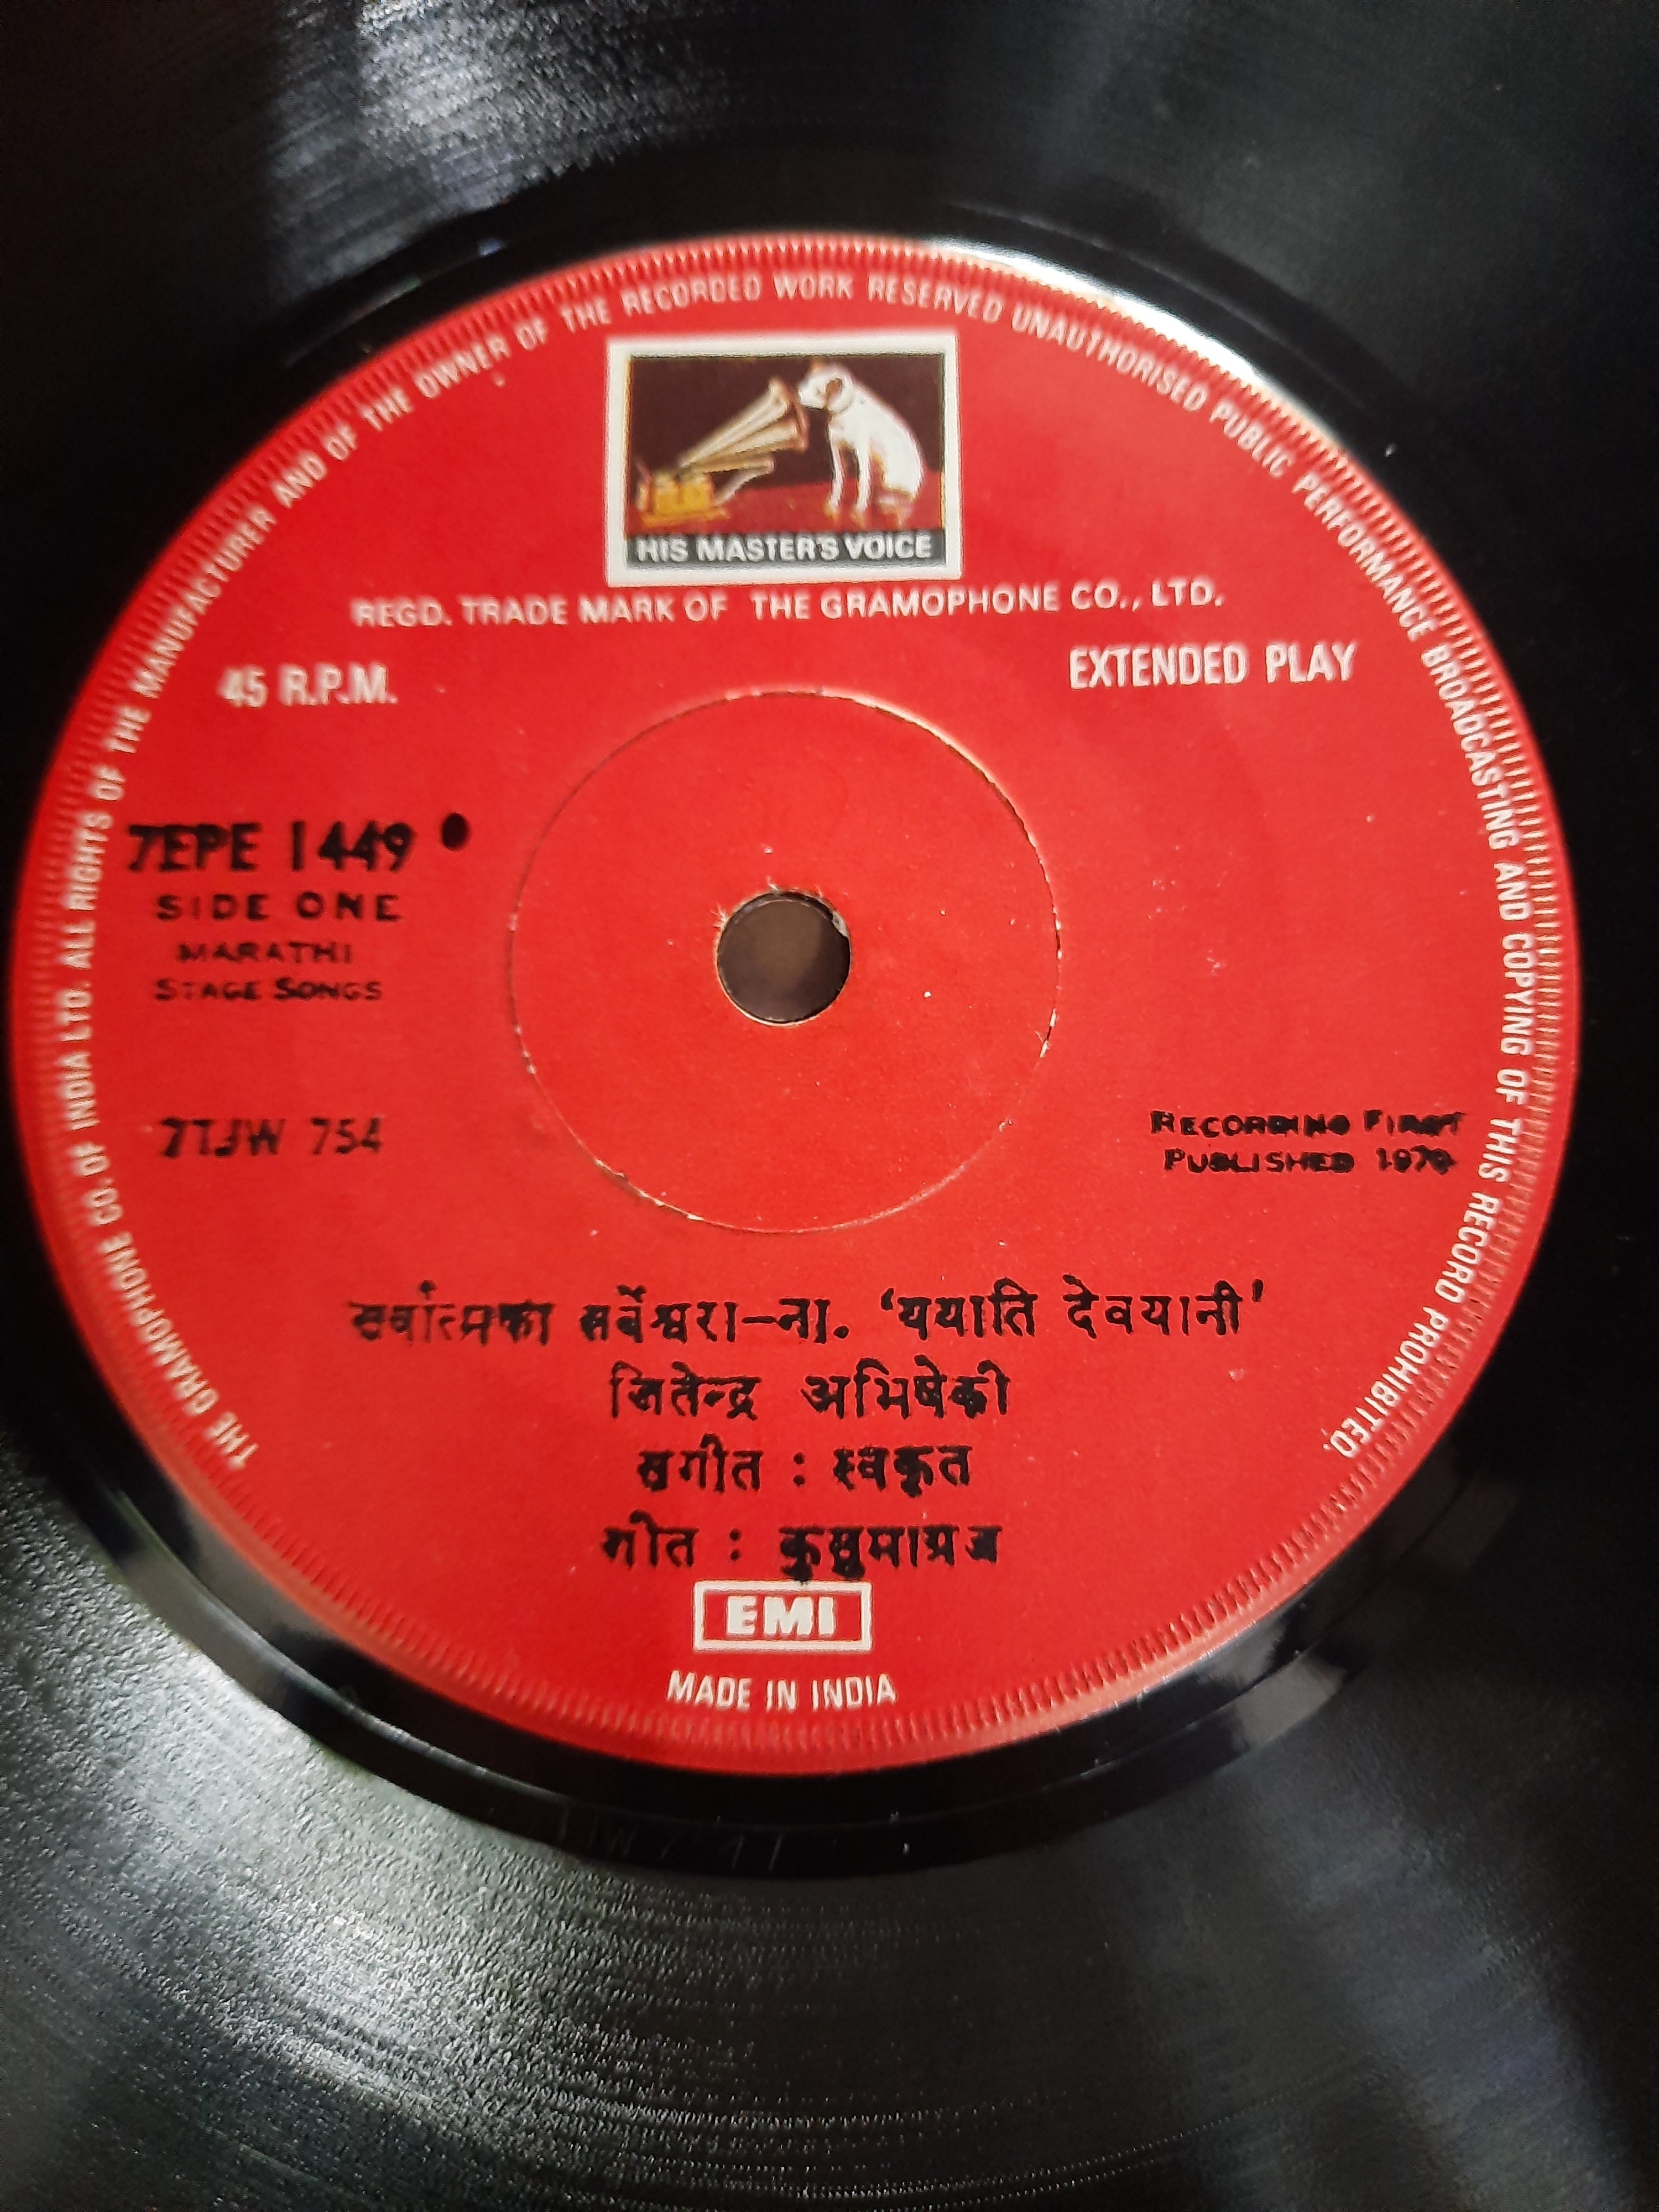 THE GRAMOPHONE CO. OF INDIA LTD. ALL RIGHTS OF THE MANUFACTURER AND OF THE OWNER OF THE RECORDED WORK RESERVED UNAUTHORISED PUBLIC PERFORMANCE BROADCASTING AND COPYING OF THIS RECORD PROHIBITED.
HIS MASTER'S VOICE
REGD. TRADE MARK OF THE GRAMOPHONE CO., LTD.
45 R.P.M.
EXTENDED PLAY
7EPE 1449
SIDE ONE
MARATHI
STAGE SONGS
7TJW 754
RECORDING FIRST
PUBLISHED
सर्वात्मका सर्वेश्वरा-ना. 'ययाति देवयानी'
जितेन्द्र अभिषेकी
संगीत : स्वकृत
गीत : कुसुमाग्रज
EMI
MADE IN INDIA